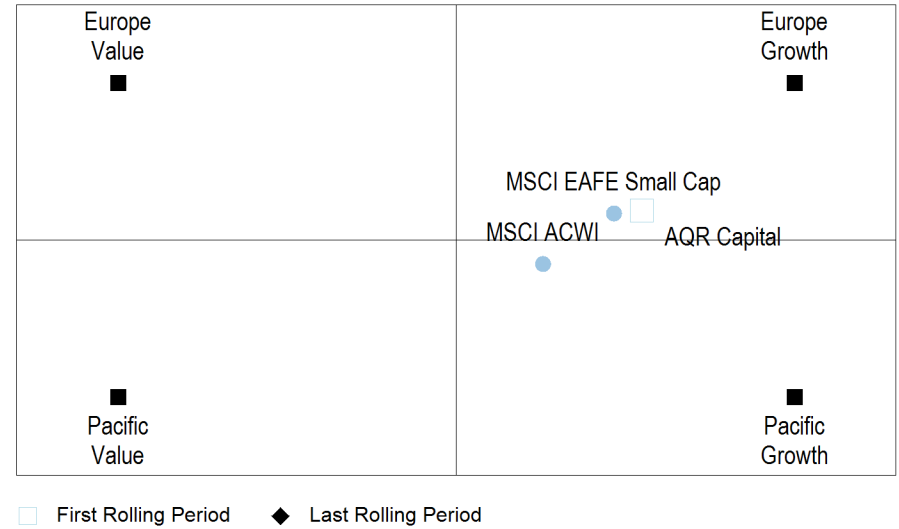 Europe
Value
Europe
Growth
MSCI EAFE Small Cap
MSCI ACWI
AQR Capital
Pacific
Value
Pacific
Growth
First Rolling Period
Last Rolling Period